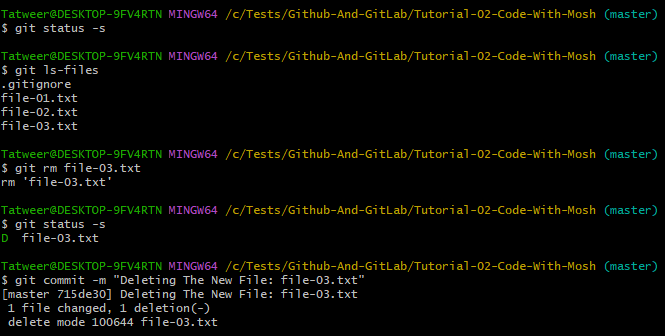 Tatweer@DESKTOP-9FV4RTN MINGW64 /c/Tests/Github-And-GitLab/Tutorial-02-Code-With-Mosh (master)
$ git status -s
Tatweer@DESKTOP-9FV4RTN MINGW64 /c/Tests/Github-And-GitLab/Tutorial-02-Code-With-Mosh (master)
$ git ls-files
.gitignore
file-01.txt
file-02.txt
file-03.txt
Tatweer@DESKTOP-9FV4RTN MINGW64 /c/Tests/Github-And-GitLab/Tutorial-02-Code-With-Mosh (master)
$ git rm file-03.txt
rm 'file-03.txt'
Tatweer@DESKTOP-9FV4RTN MINGW64 /c/Tests/Github-And-GitLab/Tutorial-02-Code-With-Mosh (master)
$ git status -s
D  file-03.txt
Tatweer@DESKTOP-9FV4RTN MINGW64 /c/Tests/Github-And-GitLab/Tutorial-02-Code-With-Mosh (master)
$ git commit -m "Deleting The New File: file-03.txt"
[master 715de30] Deleting The New File: file-03.txt
 1 file changed, 1 deletion(-)
 delete mode 100644 file-03.txt